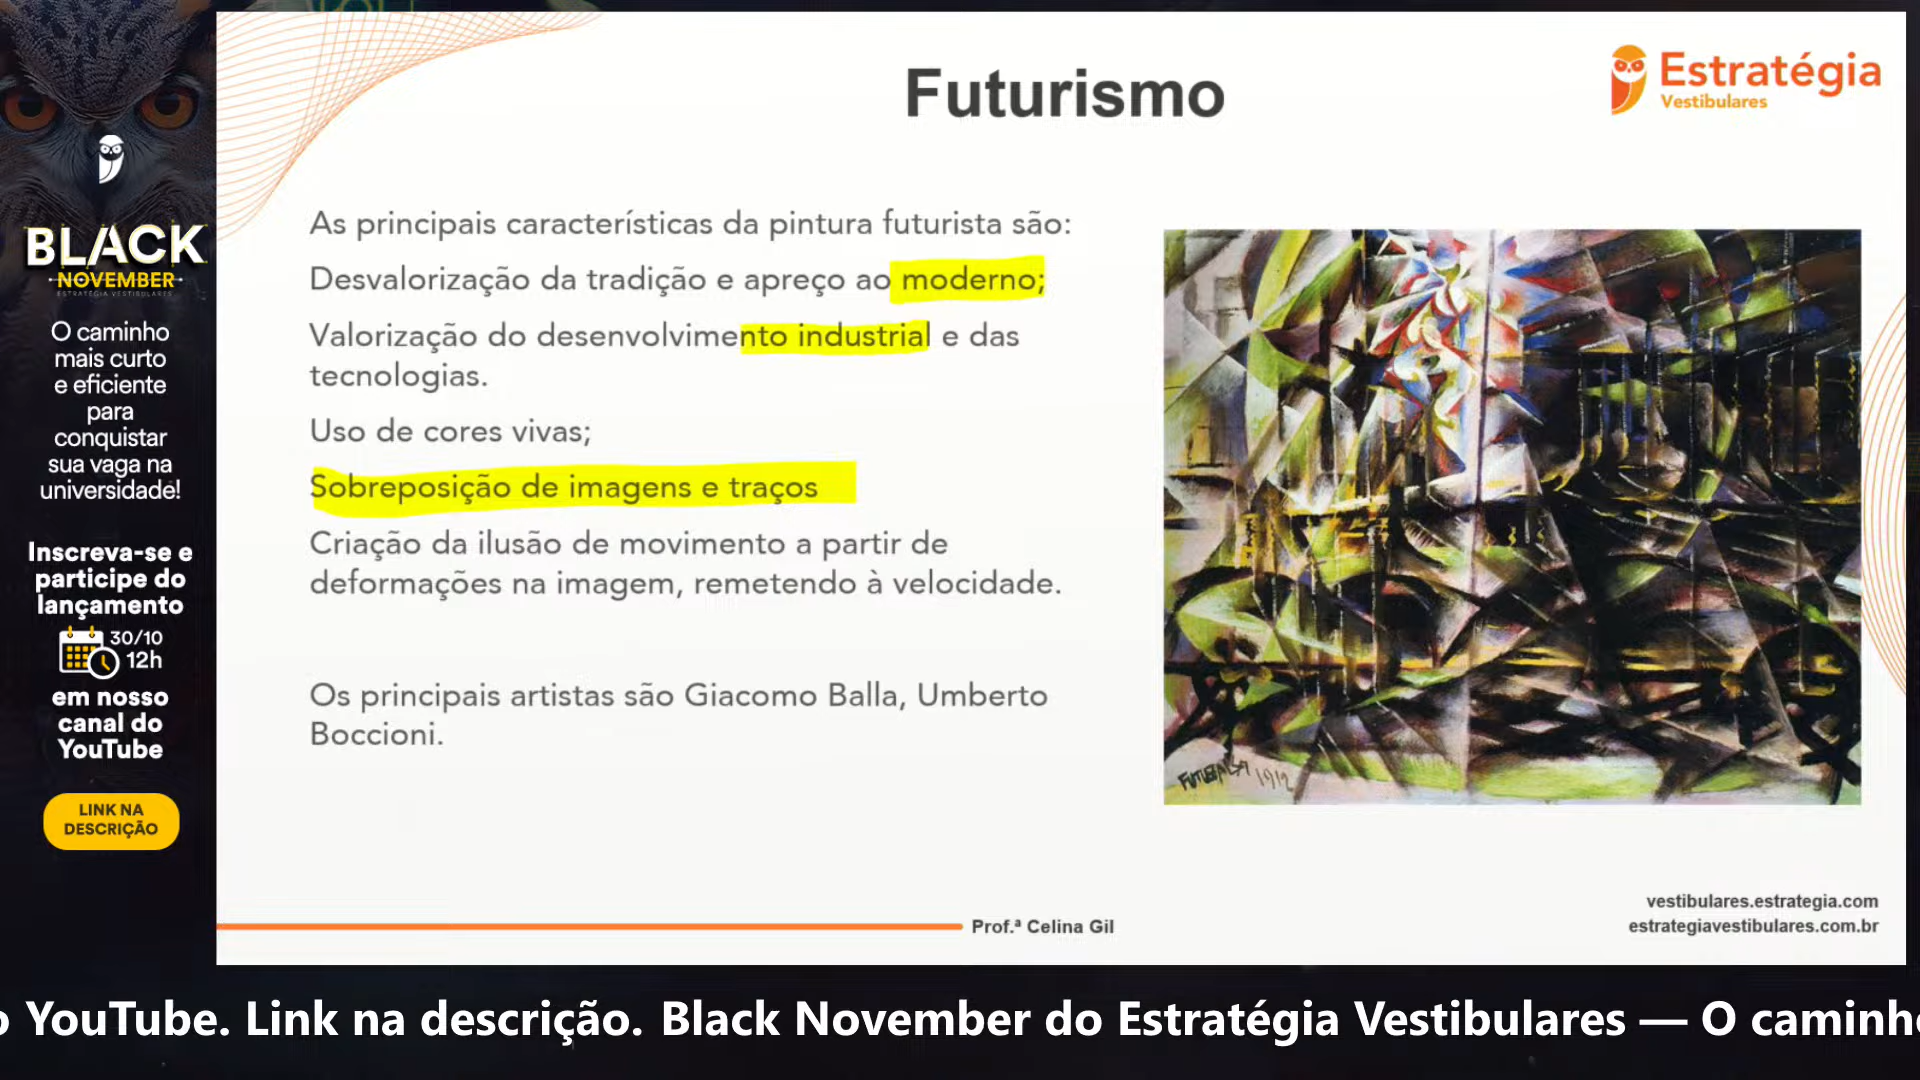 BLACK
NOVEMBER
ESTRATÉGIA VESTIBULARES
O caminho
mais curto
e eficiente
para
conquistar
sua vaga na
universidade!
Inscreva-se e
participe do
lançamento
30/10
12h
em nosso
canal do
YouTube
LINK NA
DESCRIÇÃO
Futurismo
Estratégia
Vestibulares
As principais características da pintura futurista são:
Desvalorização da tradição e apreço ao moderno;
Valorização do desenvolvimento industrial e das
tecnologias.
Uso de cores vivas;
Sobreposição de imagens e traços
Criação da ilusão de movimento a partir de
deformações na imagem, remetendo à velocidade.
Os principais artistas são Giacomo Balla, Umberto
Boccioni.
1912
Prof.ª Celina Gil
vestibulares.estrategia.com
estrategiavestibulares.com.br
o YouTube. Link na descrição. Black November do Estratégia Vestibulares — O caminho